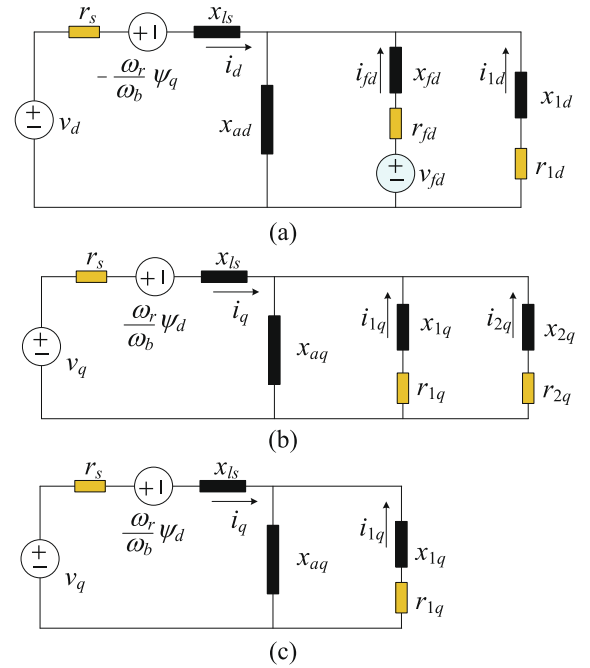 r_s x_ls
+ –
i_d
- ω_r/ω_b ψ_q
i_fd x_fd i_1d x_1d
x_ad
r_fd
+ – v_d
+ – v_fd
r_1d
(a)
r_s x_ls
+ –
i_q
ω_r/ω_b ψ_d
i_1q x_1q i_2q x_2q
+ – v_q
x_aq
r_1q r_2q
(b)
r_s x_ls
+ –
i_q
ω_r/ω_b ψ_d
i_1q x_1q
+ – v_q
x_aq
r_1q
(c)